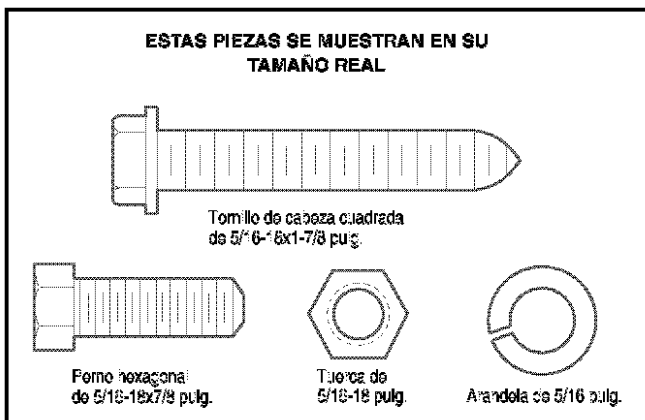 ESTAS PIEZAS SE MUESTRAN EN SU
TAMAÑO REAL
Tornillo de cabeza cuadrada
de 5/16-18x1-7/8 pulg.
Perno hexagonal
de 5/16-18x7/8 pulg.
Tuerca de
5/16-18 pulg.
Arandela de 5/16 pulg.